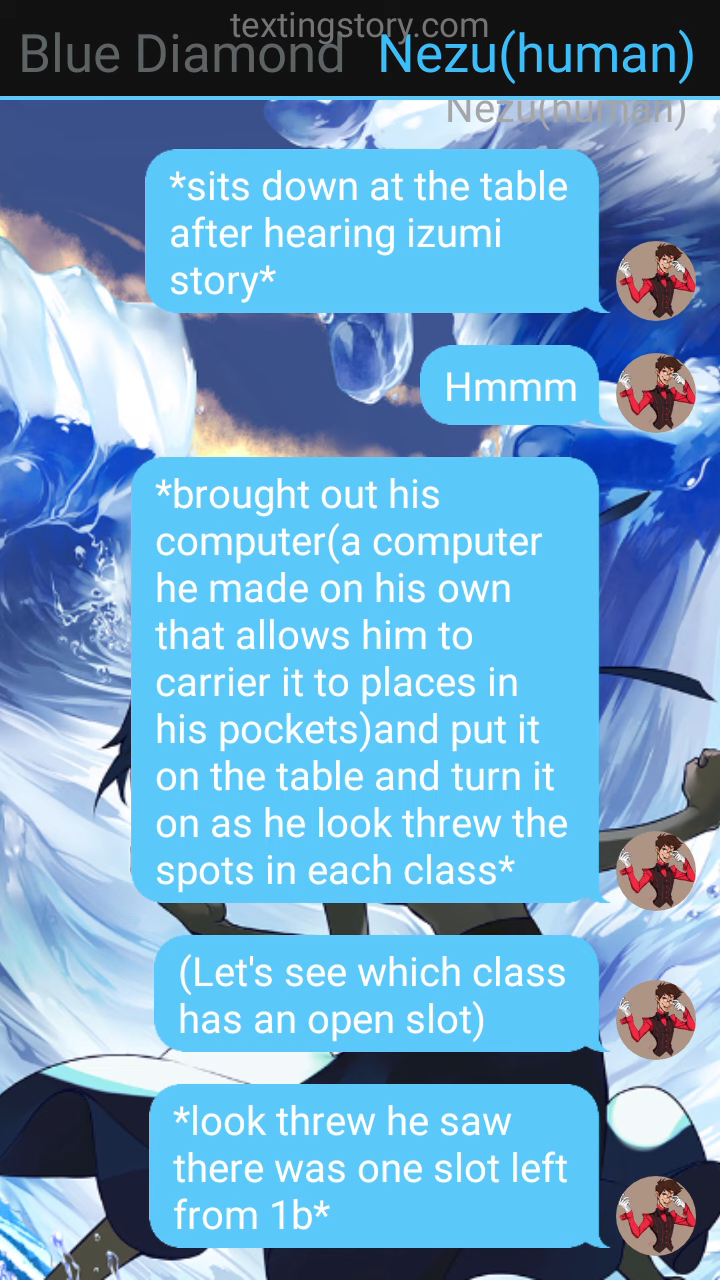 textingstory.com
Blue Diamond Nezu(human)
Nezu(human)
*sits down at the table
after hearing izumi
story*
Hmmm
*brought out his
computer(a computer
he made on his own
that allows him to
carrier it to places in
his pockets)and put it
on the table and turn it
on as he look threw the
spots in each class*
(Let's see which class
has an open slot)
*look threw he saw
there was one slot left
from 1b*